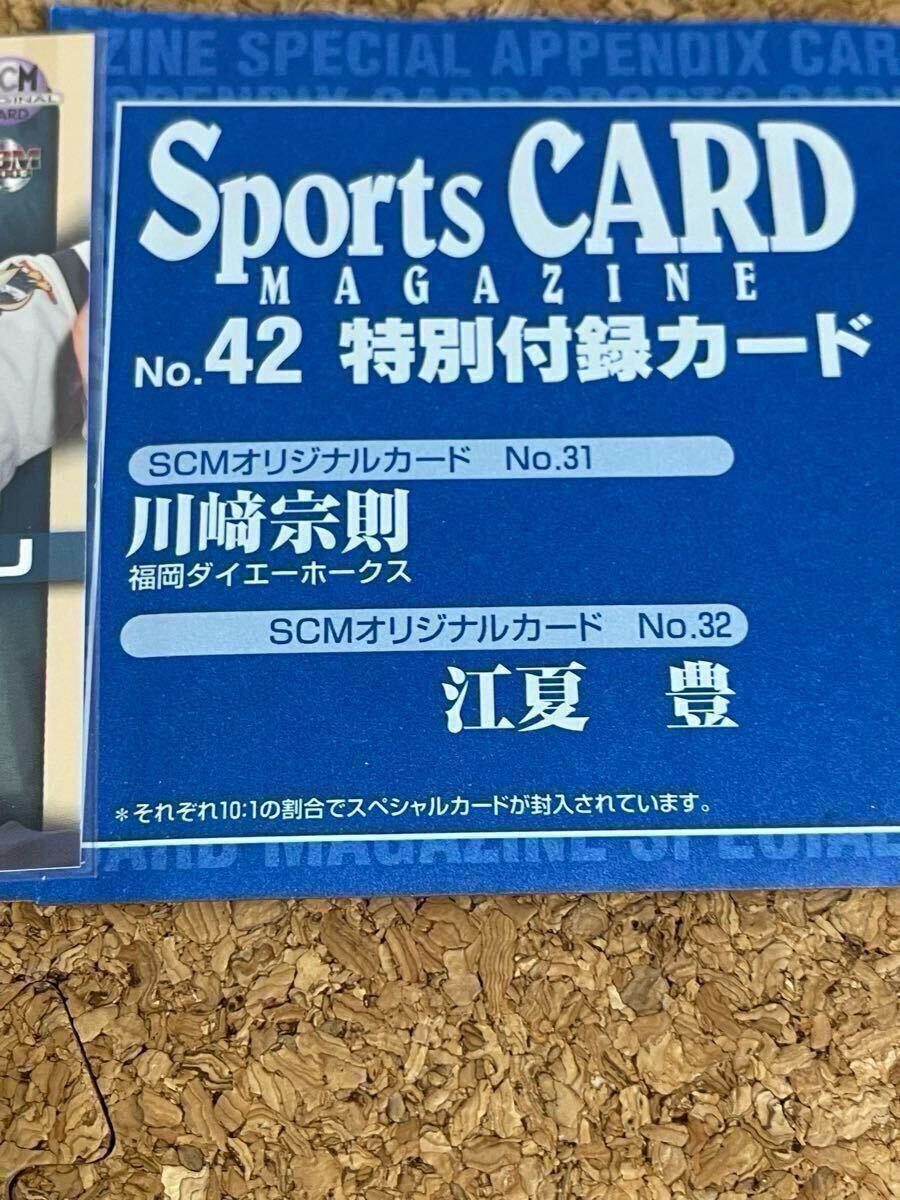 ZINE SPECIAL APPENDIX CAR
Sports CARD
MAGAZINE
No.42 特別付録カード
SCMオリジナルカード No.31
川﨑宗則
福岡ダイエーホークス
SCMオリジナルカード No.32
江夏 豊
*それぞれ10:1の割合でスペシャルカードが封入されています。
CARD MAGAZINE SPECIAL